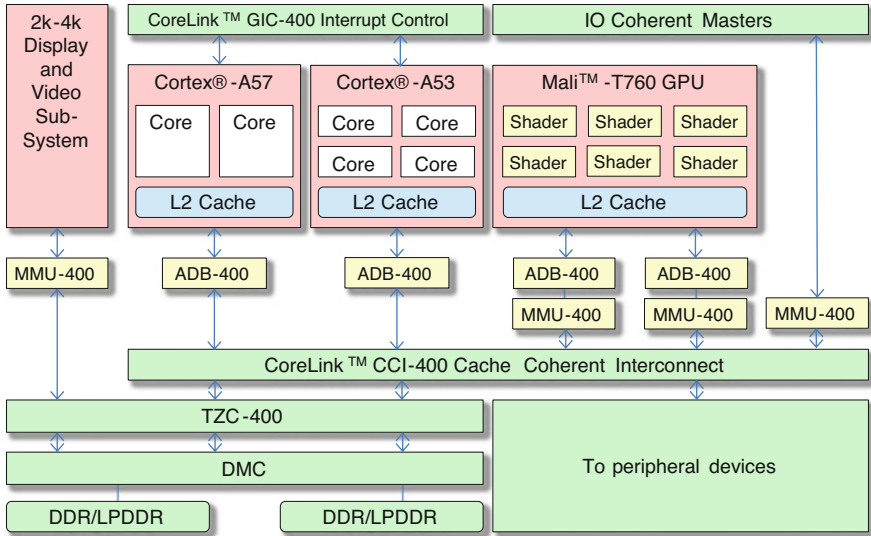 2k-4k
Display
and
Video
Sub-
System
CoreLink™ GIC-400 Interrupt Control
IO Coherent Masters
Cortex®-A57
Core
Core
L2 Cache
Cortex®-A53
Core
Core
Core
Core
L2 Cache
Mali™-T760 GPU
Shader
Shader
Shader
Shader
Shader
Shader
L2 Cache
MMU-400
ADB-400
ADB-400
ADB-400
ADB-400
MMU-400
MMU-400
MMU-400
CoreLink™ CCI-400 Cache Coherent Interconnect
TZC-400
DMC
To peripheral devices
DDR/LPDDR
DDR/LPDDR